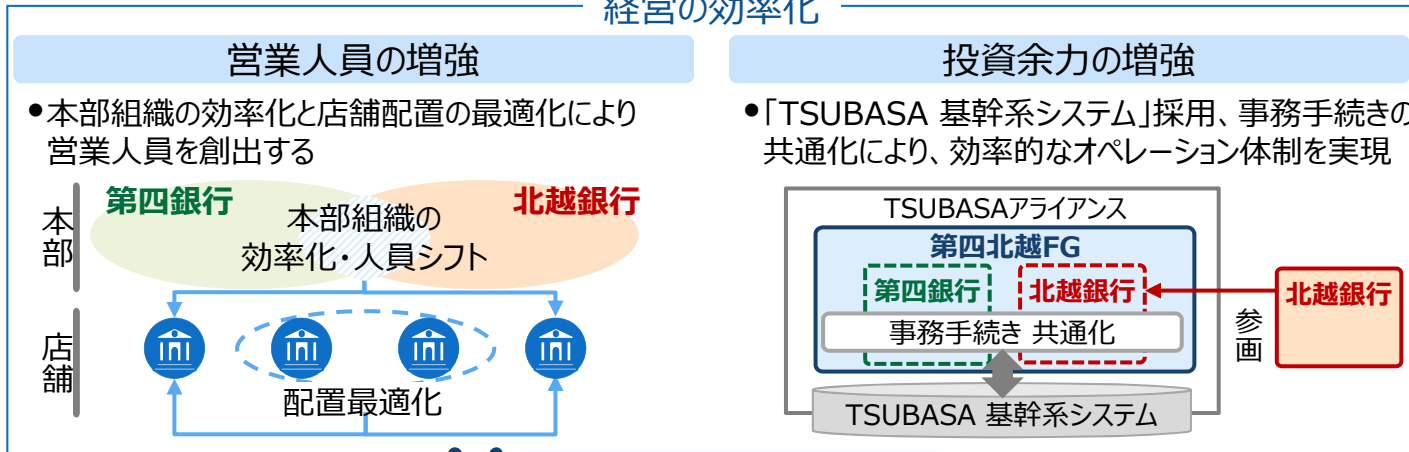 経営の効率化
営業人員の増強
●本部組織の効率化と店舗配置の最適化により
営業人員を創出する
本部
第四銀行
北越銀行
本部組織の
効率化・人員シフト
店舗
配置最適化
投資余力の増強
●「TSUBASA 基幹系システム」採用、事務手続きの
共通化により、効率的なオペレーション体制を実現
TSUBASAアライアンス
第四北越FG
第四銀行
北越銀行
北越銀行
参画
事務手続き 共通化
TSUBASA 基幹系システム